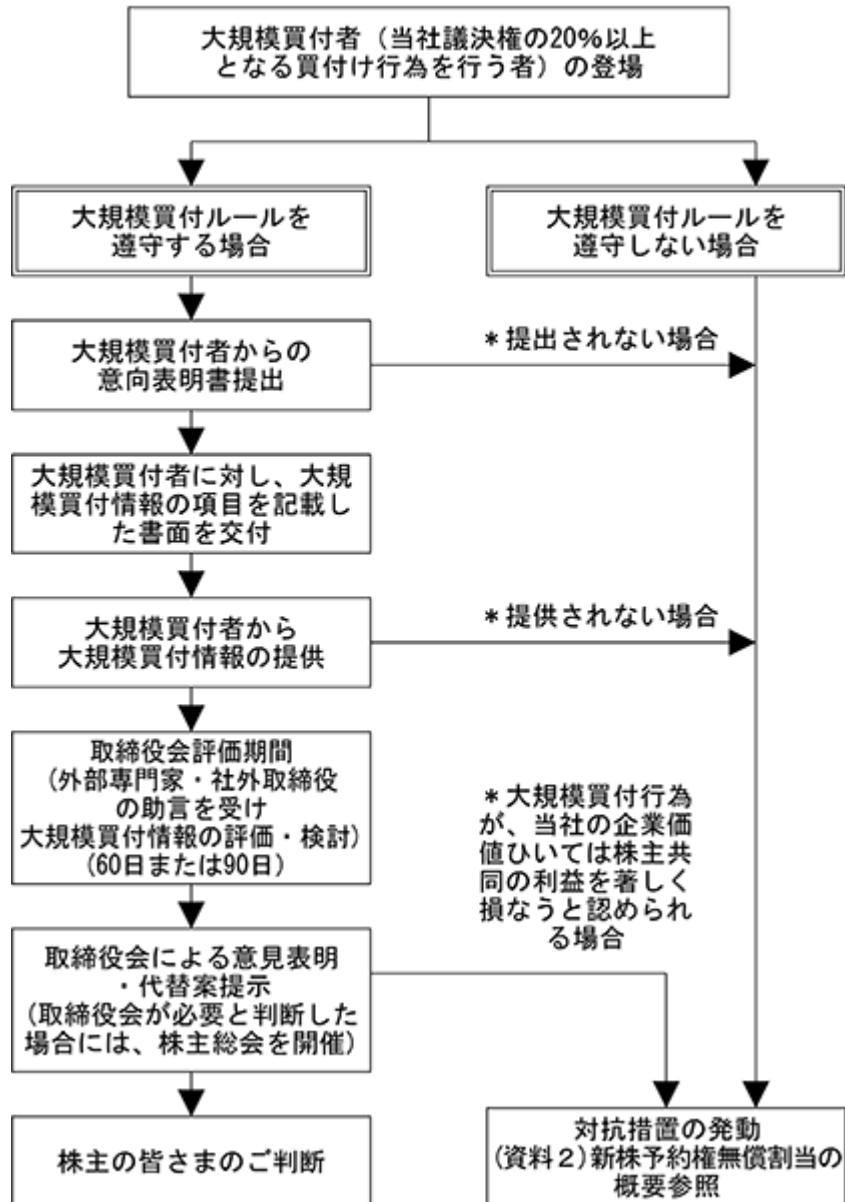 大規模買付者（当社議決権の20%以上
となる買付け行為を行う者）の登場
大規模買付ルールを
遵守する場合
大規模買付ルールを
遵守しない場合
大規模買付者からの
意向表明書提出
＊提出されない場合
大規模買付者に対し、大規
模買付情報の項目を記載し
た書面を交付
大規模買付者から
大規模買付情報の提供
＊提供されない場合
取締役会評価期間
(外部専門家・社外取締役
の助言を受け
大規模買付情報の評価・検討)
(60日または90日)
＊大規模買付行為
が、当社の企業価
値ひいては株主共
同の利益を著しく
損なうと認められ
る場合
取締役会による意見表明
・代替案提示
(取締役会が必要と判断した
場合には、株主総会を開催)
株主の皆さまのご判断
対抗措置の発動
(資料２)新株予約権無償割当の
概要参照